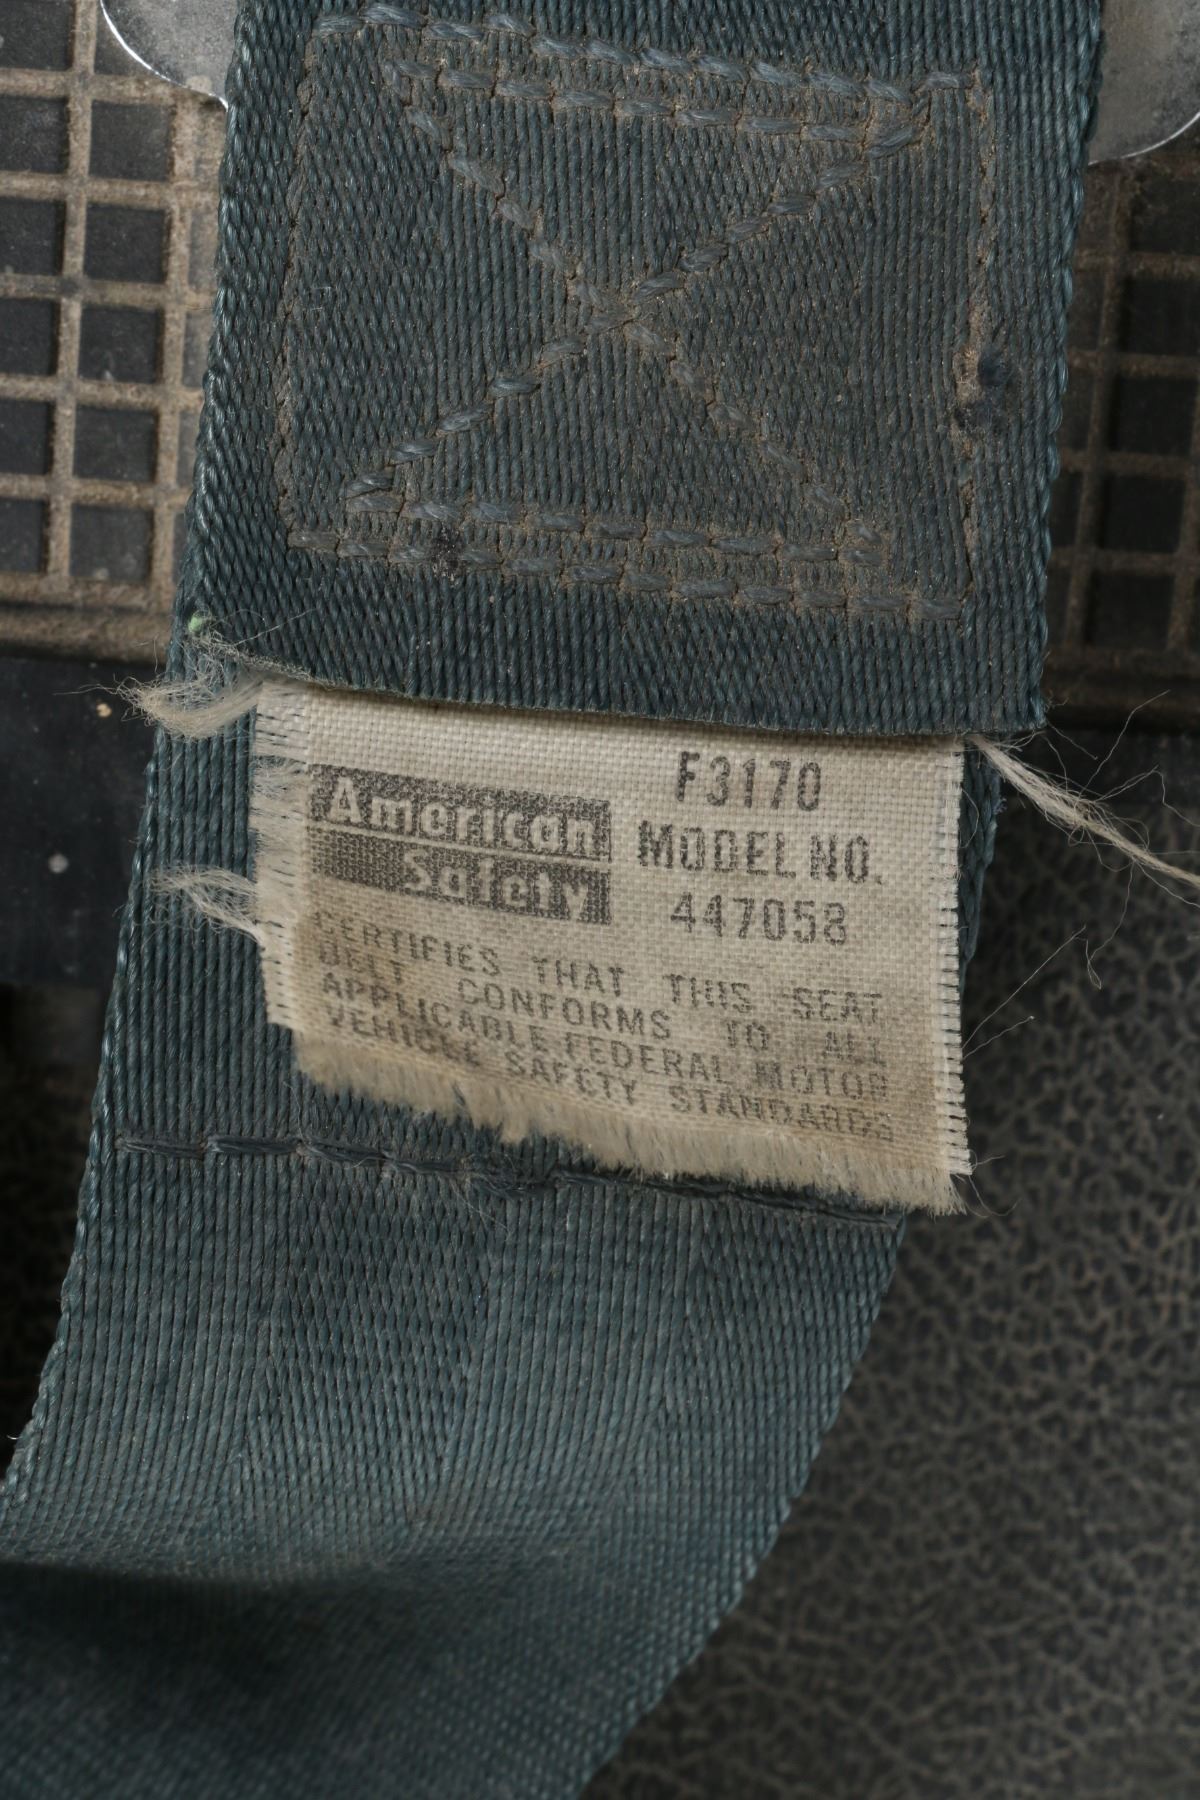 American
Safety
F3170
MODEL NO.
447058
CERTIFIES THAT THIS SEAT
BELT CONFORMS TO ALL
APPLICABLE FEDERAL MOTOR
VEHICLE SAFETY STANDARDS